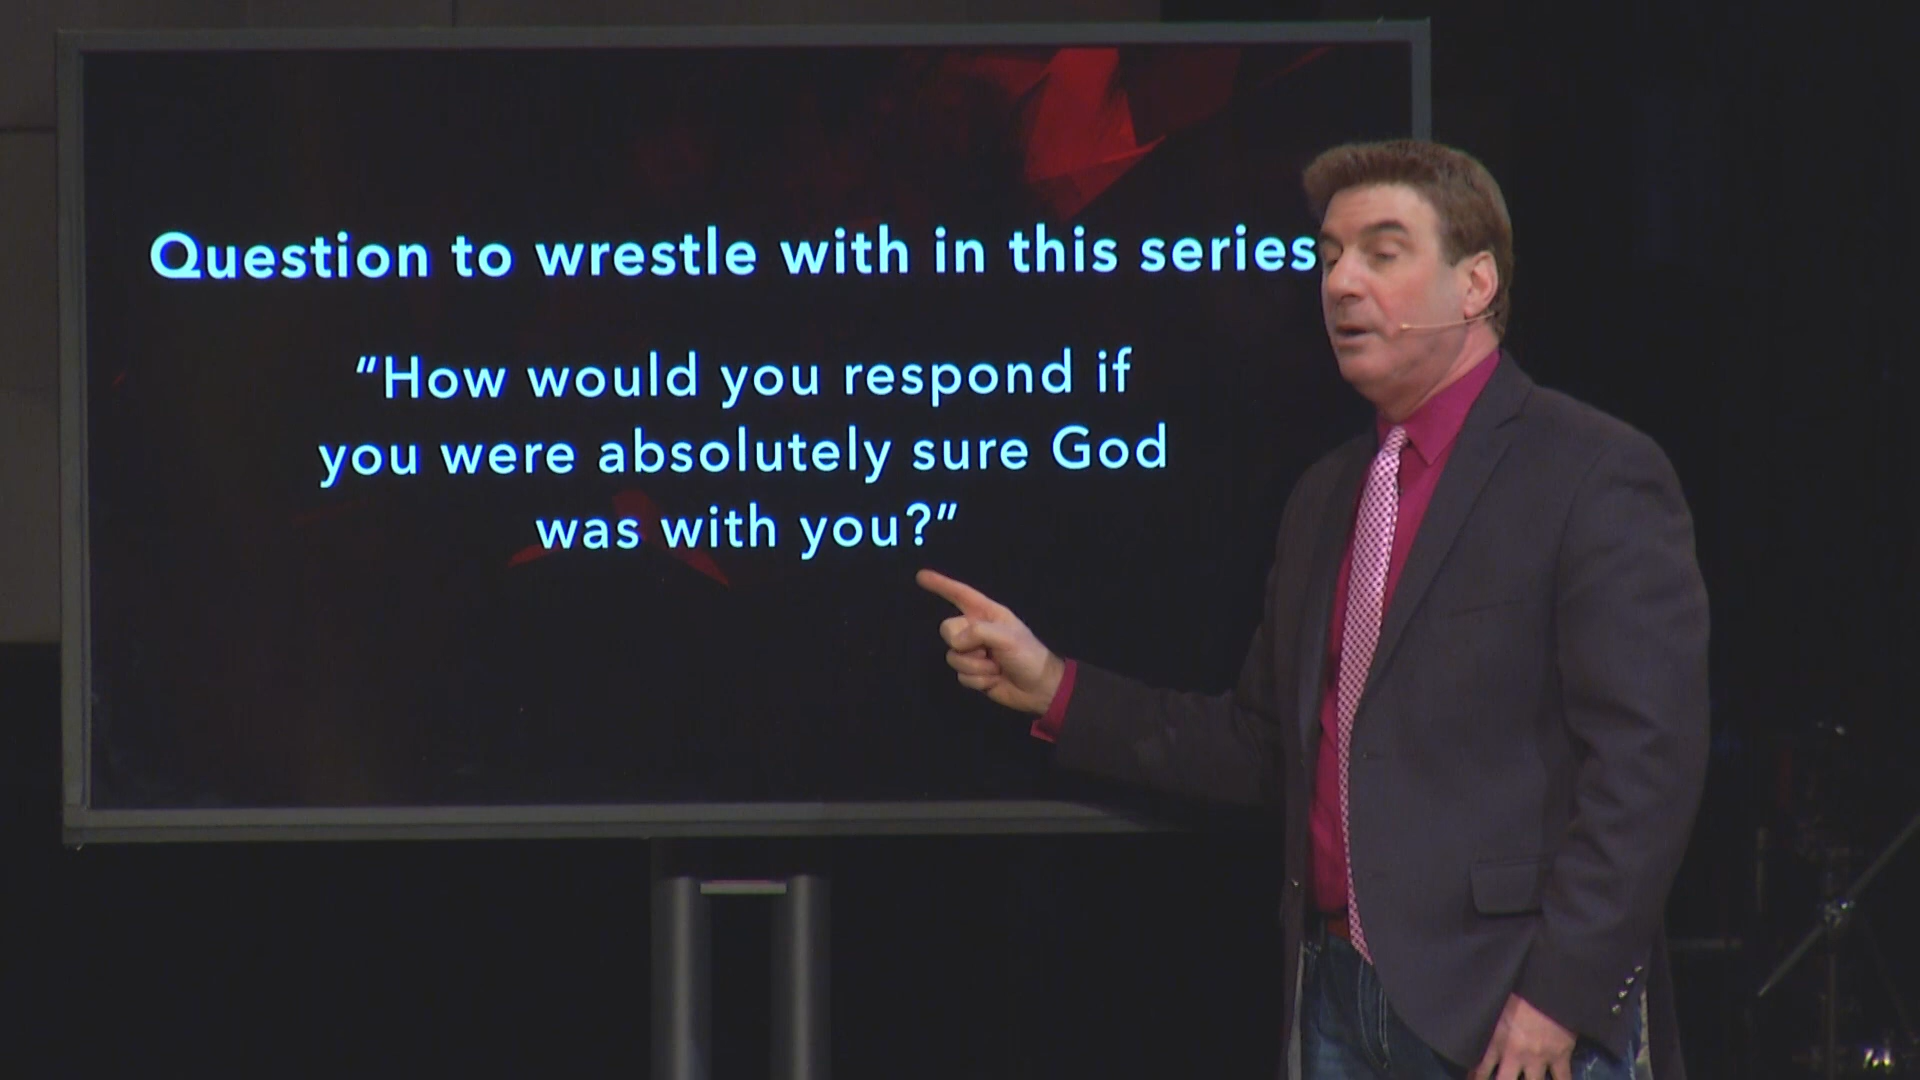 Question to wrestle with in this series
“How would you respond if
you were absolutely sure God
was with you?”